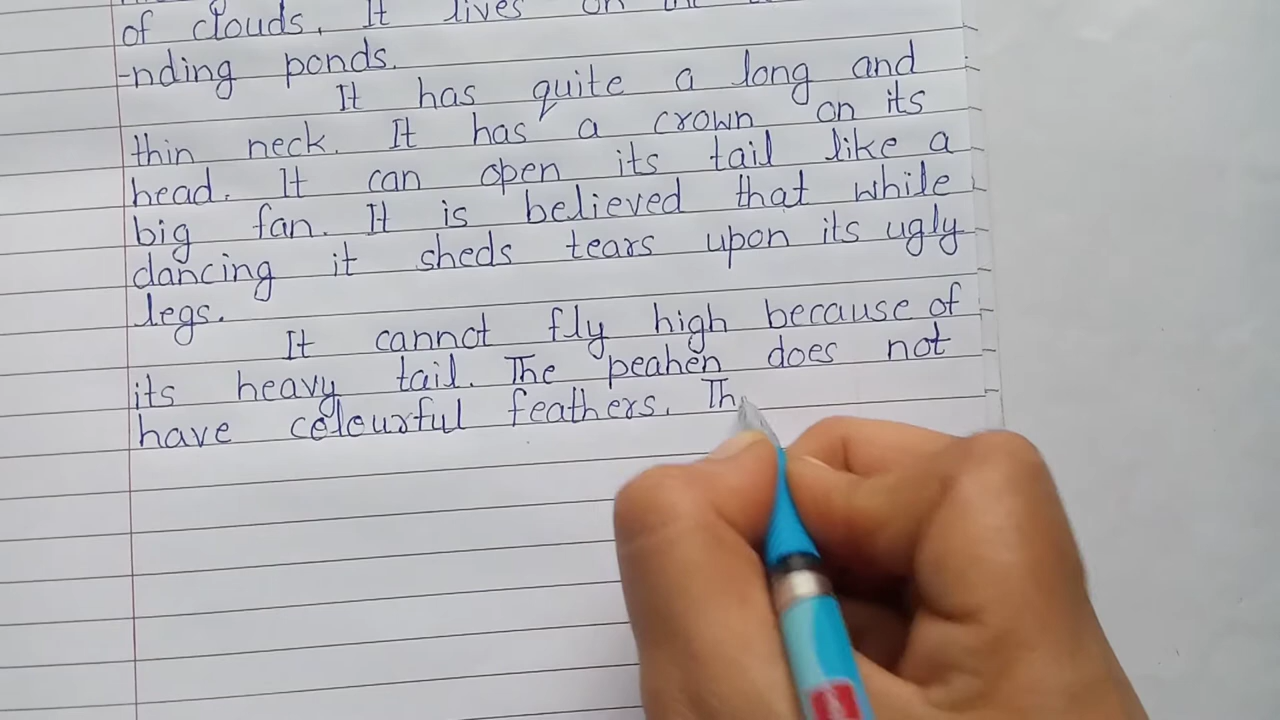 of clouds. It lives on the
-nding ponds.
It has quite a long and
thin neck. It has a crown on its
head. It can open its tail like a
big fan. It is believed that while
dancing it sheds tears upon its ugly
legs.
It cannot fly high because of
its heavy tail. The peahen does not
have colourful feathers. Th